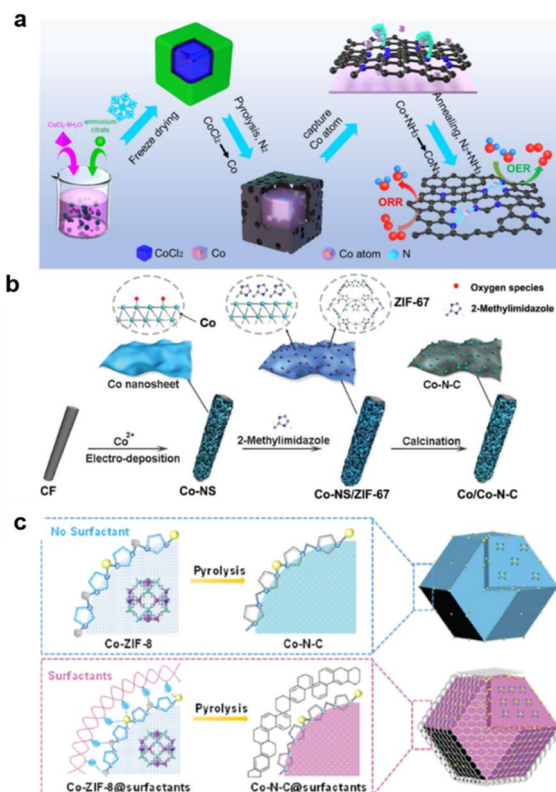 a
CoCl₂·6H₂O
ammonium
citrate
Freeze drying
Pyrolysis, N₂
CoCl₂
Co
capture
Co atom
Annealing, N₂+NH₃
Co+NH₃
OER
ORR
CoCl₂
Co
Co atom
N
b
Oxygen species
2-Methylimidazole
Co
ZIF-67
Co nanosheet
Co-N-C
Co²⁺
2-Methylimidazole
Calcination
Electro-deposition
CF
Co-NS
Co-NS/ZIF-67
Co/Co-N-C
c
No Surfactant
Pyrolysis
Co-ZIF-8
Co-N-C
Surfactants
Pyrolysis
Co-ZIF-8@surfactants
Co-N-C@surfactants